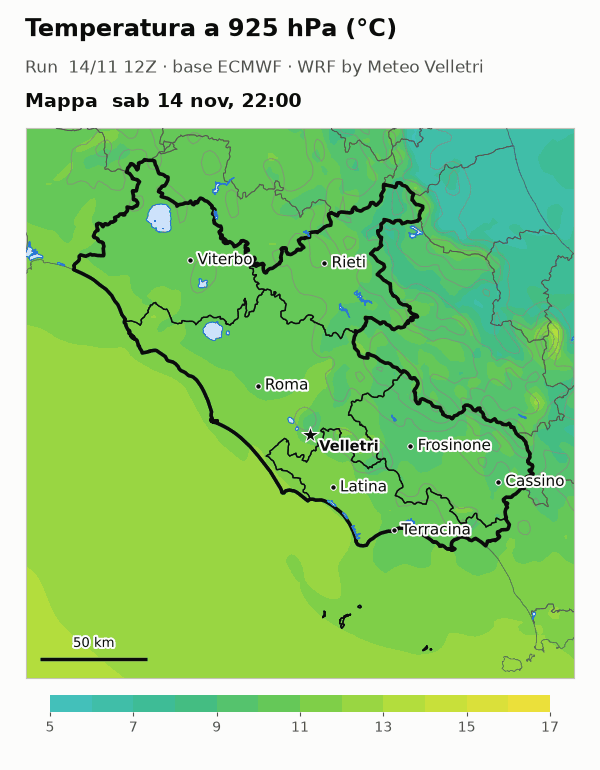 Temperatura a 925 hPa (°C)
Run  14/11 12Z · base ECMWF · WRF by Meteo Velletri
Mappa  sab 14 nov, 22:00
Viterbo
Rieti
Roma
Velletri
Frosinone
Latina
Cassino
Terracina
50 km
5 7 9 11 13 15 17